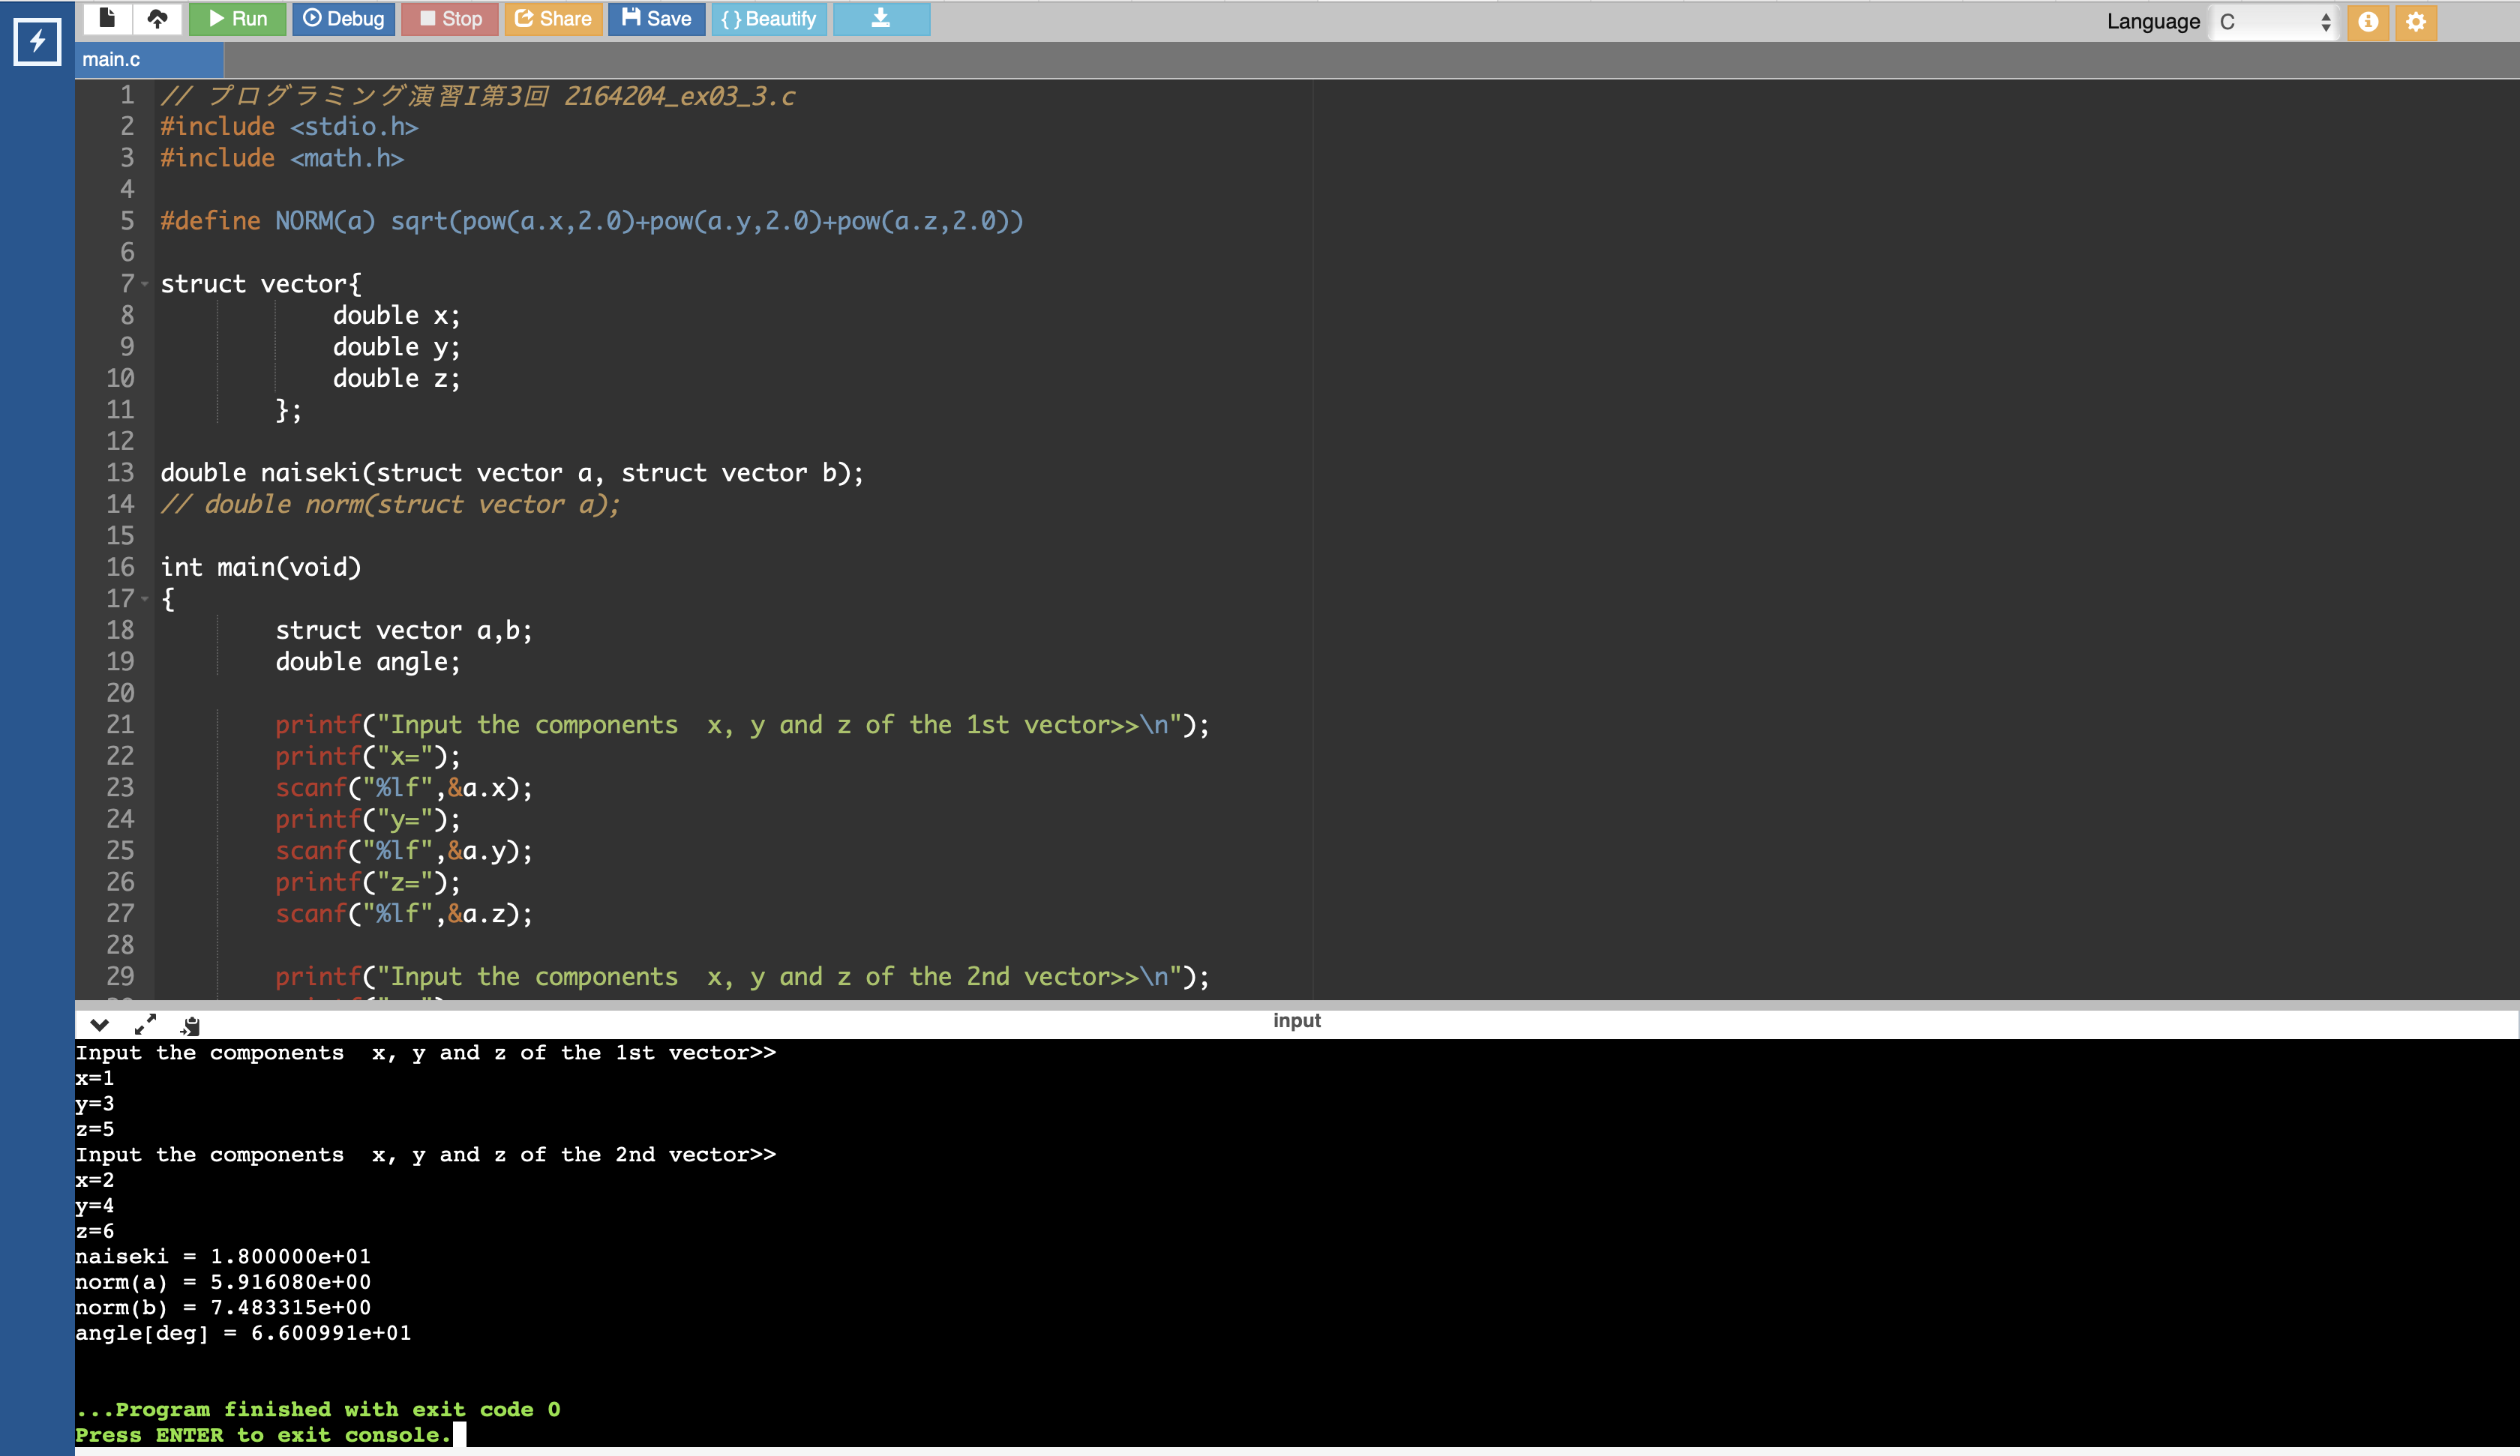 Run Debug Stop Share Save {} Beautify Language C
main.c
1 // プログラミング演習I第3回 2164204_ex03_3.c
2 #include <stdio.h>
3 #include <math.h>
4
5 #define NORM(a) sqrt(pow(a.x,2.0)+pow(a.y,2.0)+pow(a.z,2.0))
6
7 struct vector{
8 double x;
9 double y;
10 double z;
11 };
12
13 double naiseki(struct vector a, struct vector b);
14 // double norm(struct vector a);
15
16 int main(void)
17 {
18 struct vector a,b;
19 double angle;
20
21 printf("Input the components  x, y and z of the 1st vector>>\n");
22 printf("x=");
23 scanf("%lf",&a.x);
24 printf("y=");
25 scanf("%lf",&a.y);
26 printf("z=");
27 scanf("%lf",&a.z);
28
29 printf("Input the components  x, y and z of the 2nd vector>>\n");
input
Input the components  x, y and z of the 1st vector>>
x=1
y=3
z=5
Input the components  x, y and z of the 2nd vector>>
x=2
y=4
z=6
naiseki = 1.800000e+01
norm(a) = 5.916080e+00
norm(b) = 7.483315e+00
angle[deg] = 6.600991e+01
...Program finished with exit code 0
Press ENTER to exit console.